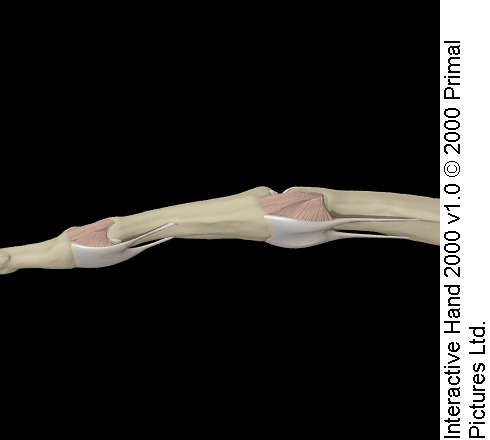 Interactive Hand 2000 v1.0 © 2000 Primal
Pictures Ltd.